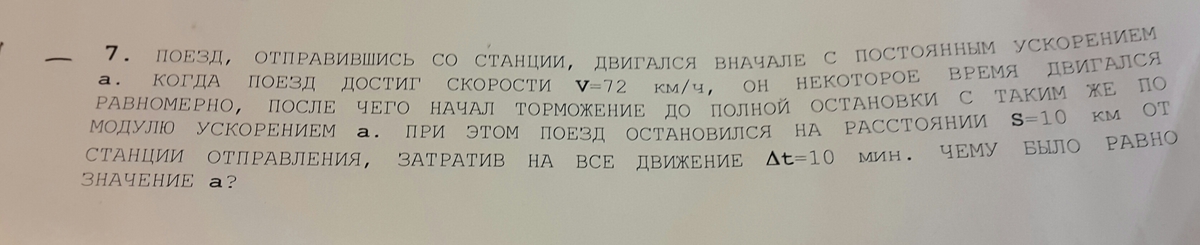 7. ПОЕЗД, ОТПРАВИВШИСЬ СО СТАНЦИИ, ДВИГАЛСЯ ВНАЧАЛЕ С ПОСТОЯННЫМ УСКОРЕНИЕМ
a. КОГДА ПОЕЗД ДОСТИГ СКОРОСТИ V=72 КМ/Ч, ОН НЕКОТОРОЕ ВРЕМЯ ДВИГАЛСЯ
РАВНОМЕРНО, ПОСЛЕ ЧЕГО НАЧАЛ ТОРМОЖЕНИЕ ДО ПОЛНОЙ ОСТАНОВКИ С ТАКИМ ЖЕ ПО
МОДУЛЮ УСКОРЕНИЕМ a. ПРИ ЭТОМ ПОЕЗД ОСТАНОВИЛСЯ НА РАССТОЯНИИ S=10 КМ ОТ
СТАНЦИИ ОТПРАВЛЕНИЯ, ЗАТРАТИВ НА ВСЕ ДВИЖЕНИЕ Δt=10 МИН. ЧЕМУ БЫЛО РАВНО
ЗНАЧЕНИЕ a?